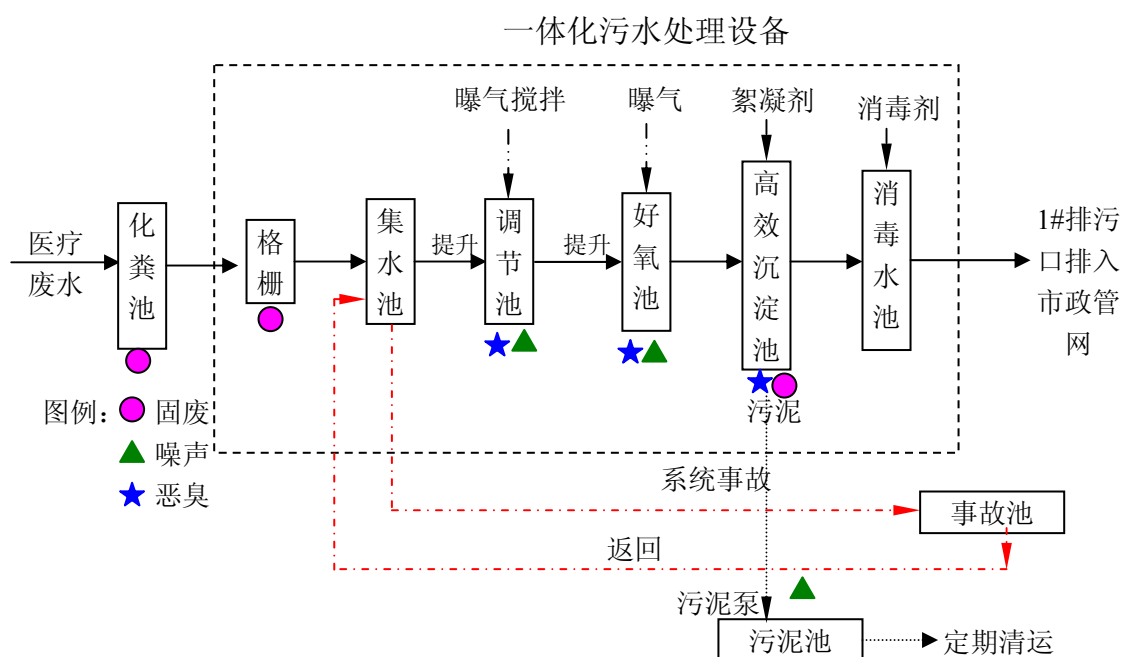 一体化污水处理设备
曝气搅拌
曝气
絮凝剂
消毒剂
医疗
废水
化粪池
格栅
集水池
提升
调节池
提升
好氧池
高效沉淀池
消毒水池
1#排污
口排入
市政管
网
图例:
固废
噪声
恶臭
污泥
系统事故
事故池
返回
污泥泵
污泥池
定期清运